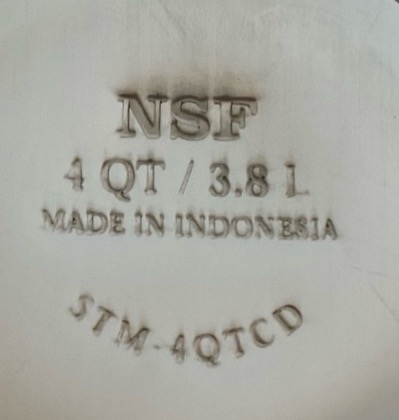 NSF
4 QT / 3.8 L
MADE IN INDONESIA
STM-4QTCD